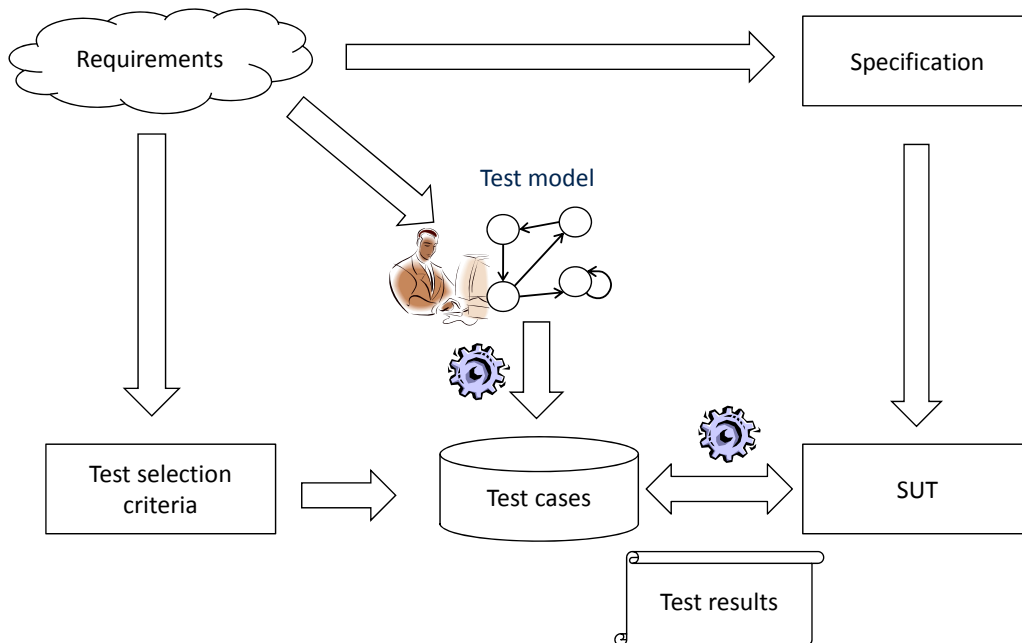 Requirements
Specification
Test model
Test selection
criteria
Test cases
SUT
Test results